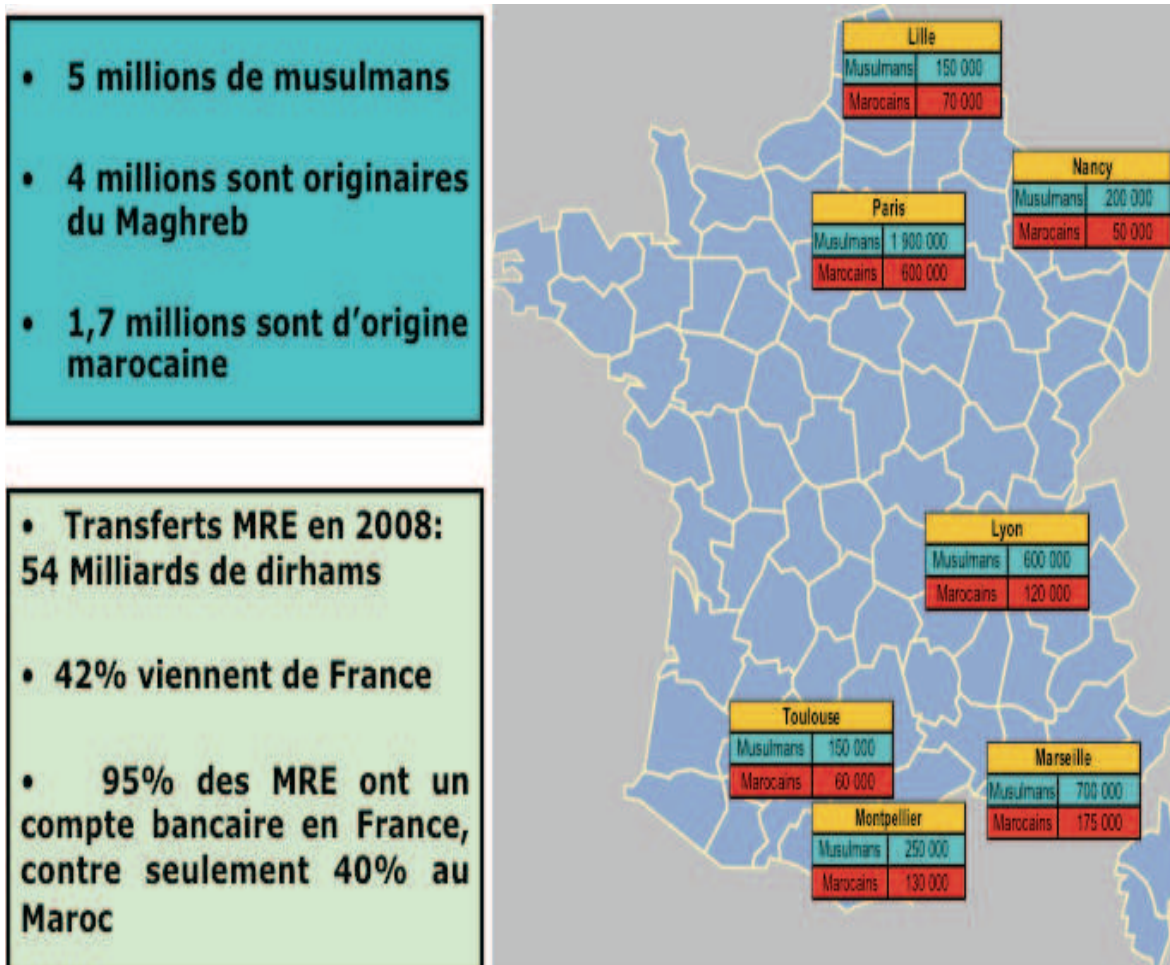 • 5 millions de musulmans
• 4 millions sont originaires
du Maghreb
• 1,7 millions sont d'origine
marocaine
• Transferts MRE en 2008:
54 Milliards de dirhams
• 42% viennent de France
• 95% des MRE ont un
compte bancaire en France,
contre seulement 40% au
Maroc
Lille
Musulmans 150 000
Marocains 70 000
Nancy
Musulmans 200 000
Marocains 50 000
Paris
Musulmans 1 900 000
Marocains 600 000
Lyon
Musulmans 600 000
Marocains 120 000
Toulouse
Musulmans 150 000
Marocains 60 000
Marseille
Musulmans 700 000
Marocains 175 000
Montpellier
Musulmans 250 000
Marocains 130 000